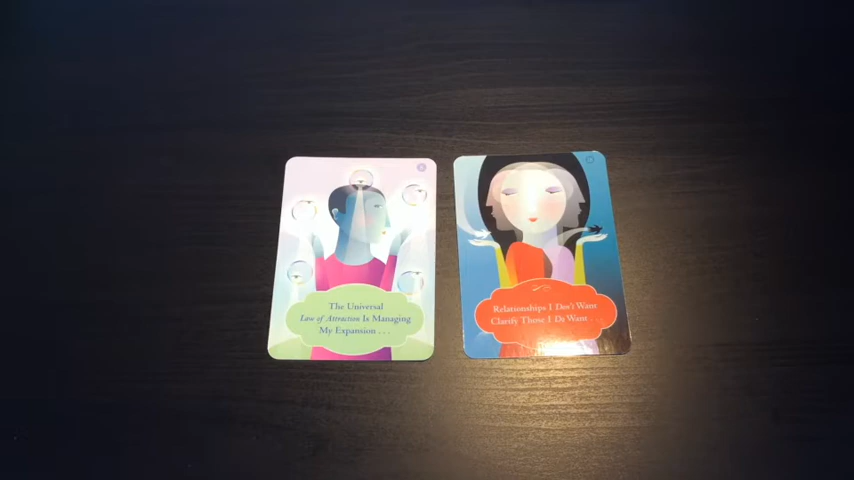 The Universal
Law of Attraction Is Managing
My Expansion . . .
Relationships I Don't Want
Clarify Those I Do Want . . .